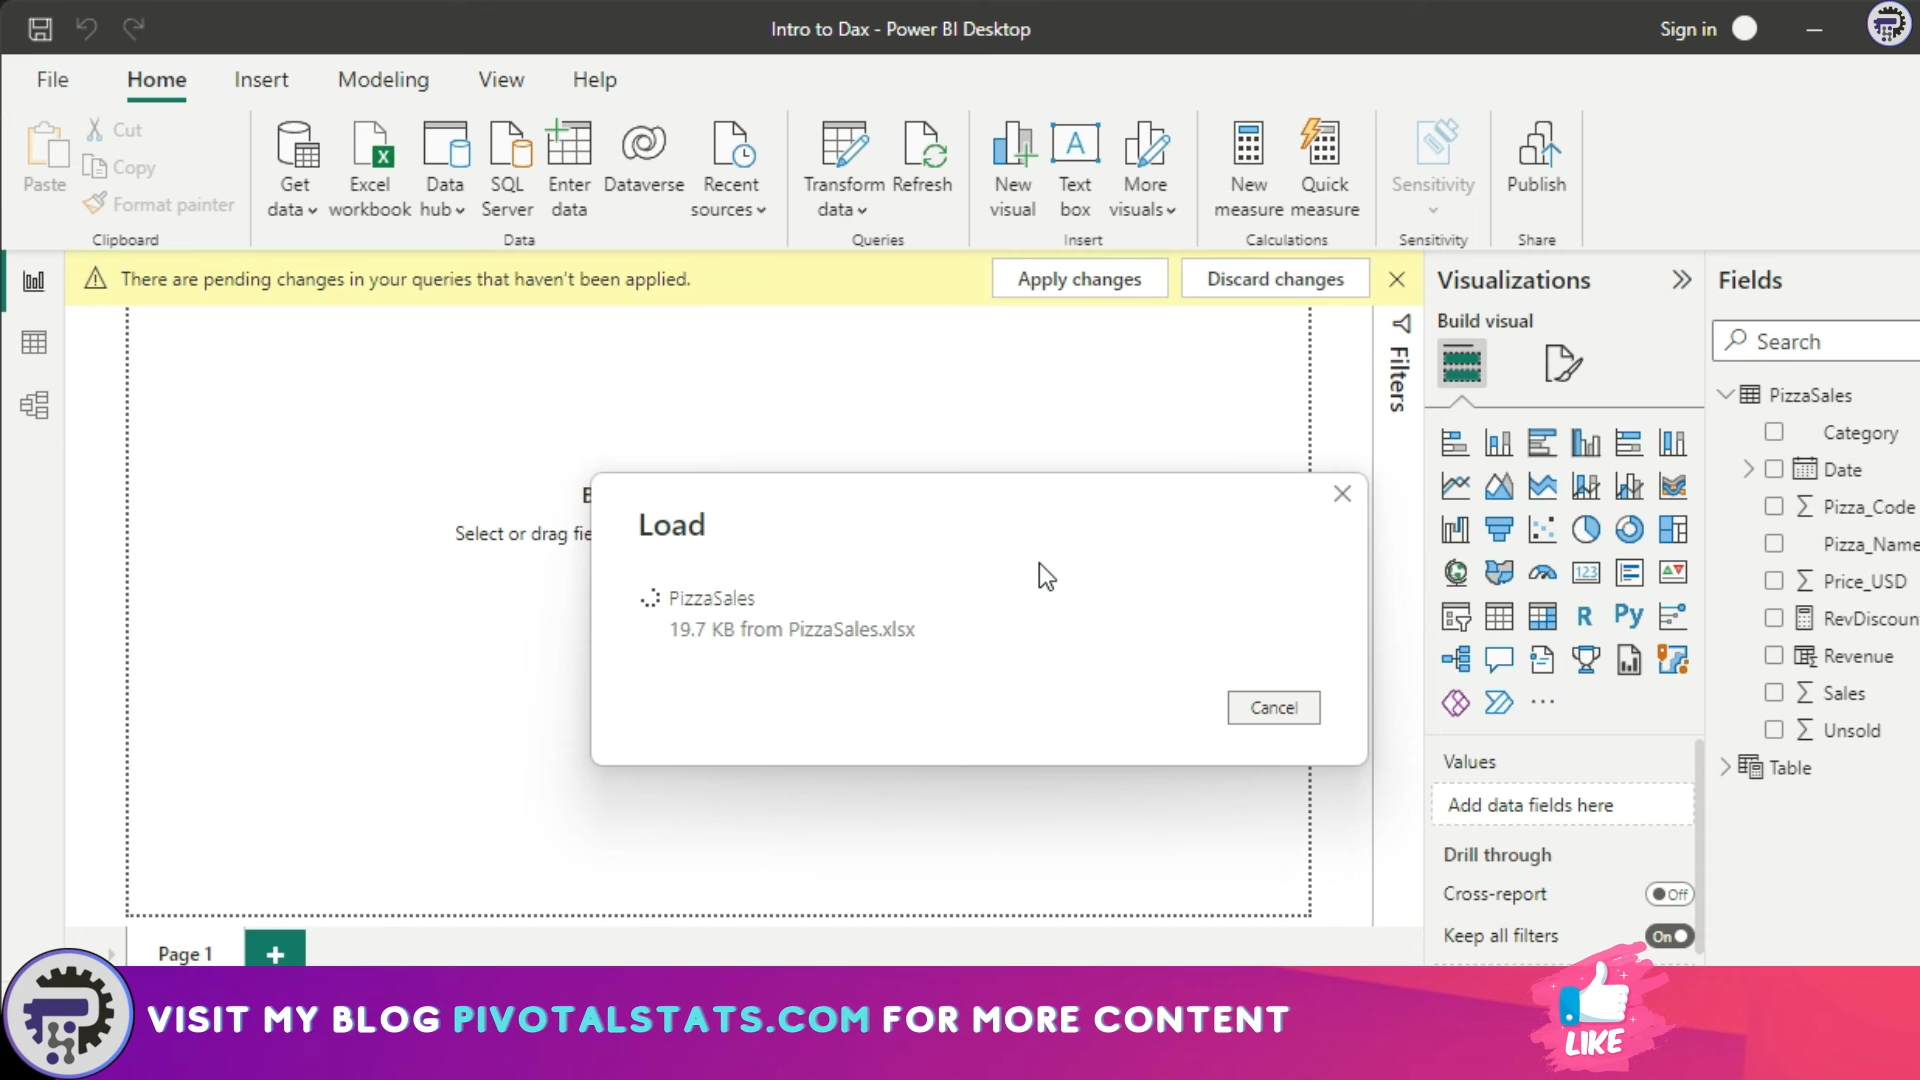 Intro to Dax - Power BI Desktop
Sign in
File
Home
Insert
Modeling
View
Help
Paste
Cut
Copy
Format painter
Clipboard
Get data
Excel workbook
Data hub
SQL Server
Enter data
Dataverse
Recent sources
Data
Transform data
Refresh
Queries
New visual
Text box
More visuals
Insert
New measure
Quick measure
Calculations
Sensitivity
Sensitivity
Publish
Share
There are pending changes in your queries that haven't been applied.
Apply changes
Discard changes
Filters
Select or drag fie
Load
PizzaSales
19.7 KB from PizzaSales.xlsx
Cancel
Visualizations
Build visual
123
R
Py
Values
Add data fields here
Drill through
Cross-report
Off
Keep all filters
On
Fields
Search
PizzaSales
Category
Date
Pizza_Code
Pizza_Name
Price_USD
RevDiscoun
Revenue
Sales
Unsold
Table
Page 1
VISIT MY BLOG PIVOTALSTATS.COM FOR MORE CONTENT
LIKE